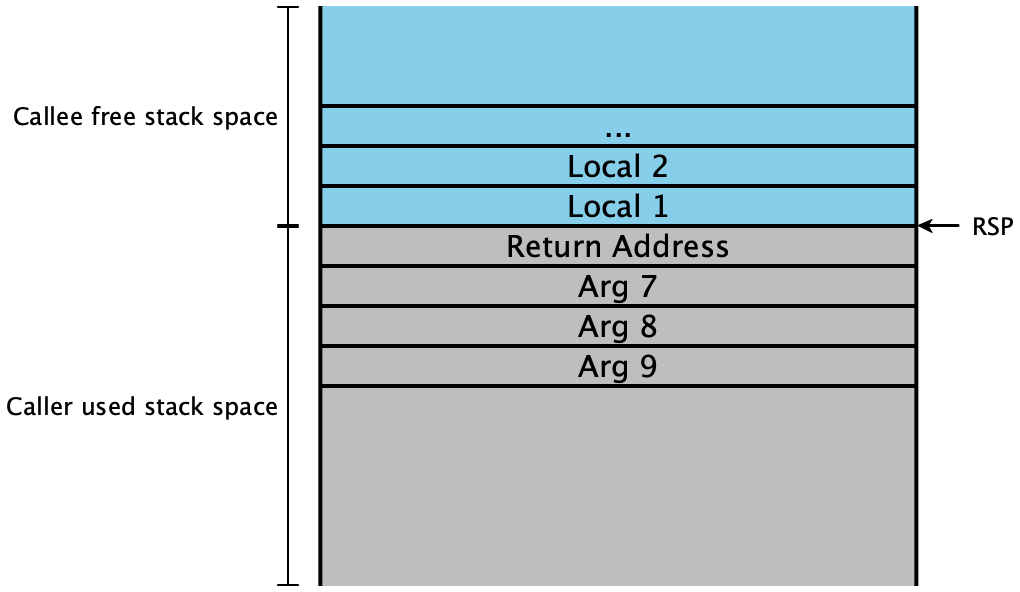 Callee free stack space
...
Local 2
Local 1
RSP
Return Address
Arg 7
Arg 8
Arg 9
Caller used stack space